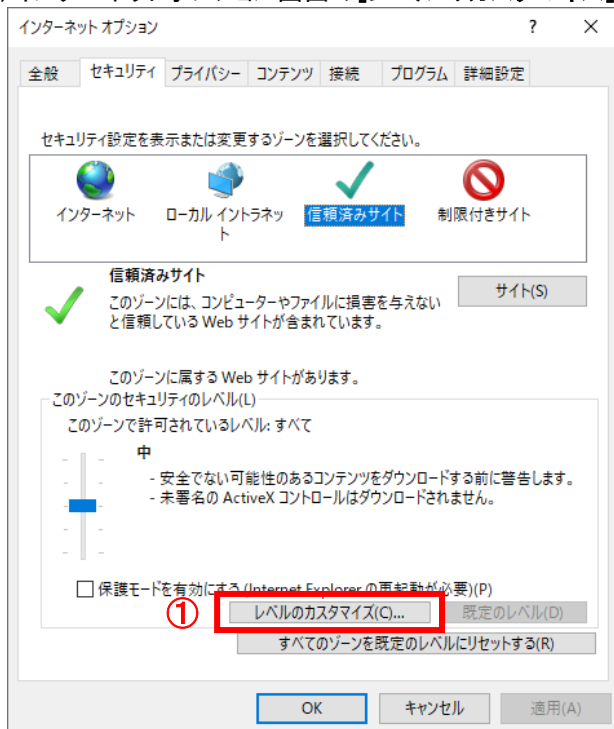 インターネット オプション ? ×
全般 セキュリティ プライバシー コンテンツ 接続 プログラム 詳細設定
セキュリティ設定を表示または変更するゾーンを選択してください。
インターネット ローカル イントラネッ 信頼済みサイト 制限付きサイト
ト
信頼済みサイト
サイト(S)
このゾーンには、コンピューターやファイルに損害を与えない
と信頼している Web サイトが含まれています。
このゾーンに属する Web サイトがあります。
このゾーンのセキュリティのレベル(L)
このゾーンで許可されているレベル: すべて
中
- 安全でない可能性のあるコンテンツをダウンロードする前に警告します。
- 未署名の ActiveX コントロールはダウンロードされません。
保護モードを有効にする (Internet Explorer の再起動が必要)(P)
① レベルのカスタマイズ(C)... 既定のレベル(D)
すべてのゾーンを既定のレベルにリセットする(R)
OK キャンセル 適用(A)